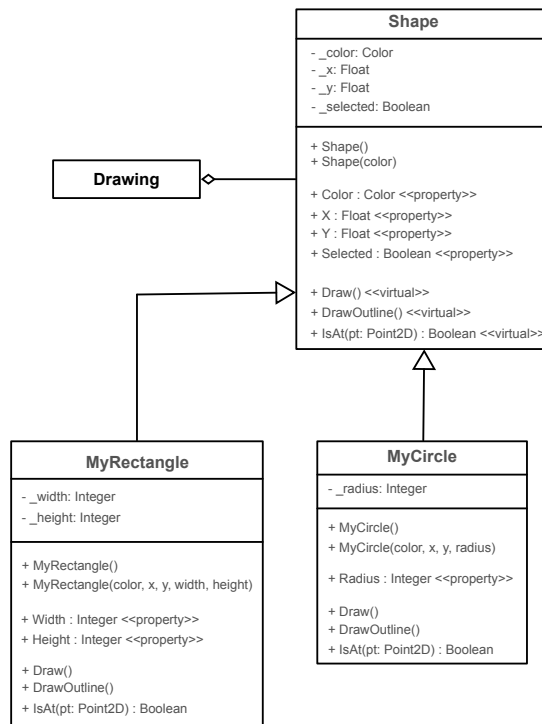 Shape
- _color: Color
- _x: Float
- _y: Float
- _selected: Boolean
+ Shape()
+ Shape(color)
+ Color : Color <<property>>
+ X : Float <<property>>
+ Y : Float <<property>>
+ Selected : Boolean <<property>>
+ Draw() <<virtual>>
+ DrawOutline() <<virtual>>
+ IsAt(pt: Point2D) : Boolean <<virtual>>
Drawing
MyRectangle
- _width: Integer
- _height: Integer
+ MyRectangle()
+ MyRectangle(color, x, y, width, height)
+ Width : Integer <<property>>
+ Height : Integer <<property>>
+ Draw()
+ DrawOutline()
+ IsAt(pt: Point2D) : Boolean
MyCircle
- _radius: Integer
+ MyCircle()
+ MyCircle(color, x, y, radius)
+ Radius : Integer <<property>>
+ Draw()
+ DrawOutline()
+ IsAt(pt: Point2D) : Boolean